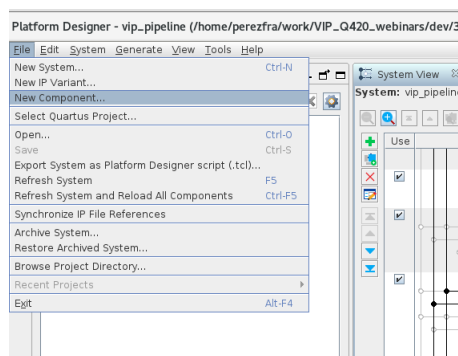 Platform Designer - vip_pipeline (/home/perezfra/work/VIP_Q420_webinars/dev/3
File Edit System Generate View Tools Help
New System... Ctrl-N
New IP Variant...
New Component...
Select Quartus Project...
Open... Ctrl-O
Save Ctrl-S
Export System as Platform Designer script (.tcl)...
Refresh System F5
Refresh System and Reload All Components Ctrl-F5
Synchronize IP File References
Archive System...
Restore Archived System...
Browse Project Directory...
Recent Projects
Exit Alt-F4
System View
System: vip_pipeline
Use